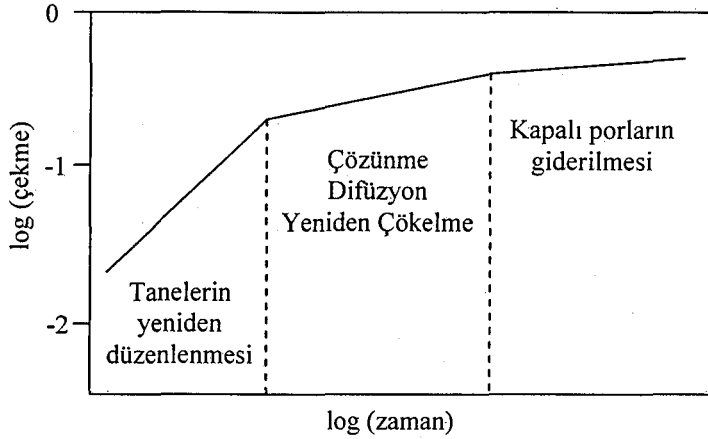 0
-1
-2
log (çekme)
Tanelerin
yeniden
düzenlenmesi
Çözünme
Difüzyon
Yeniden Çökelme
Kapalı porların
giderilmesi
log (zaman)